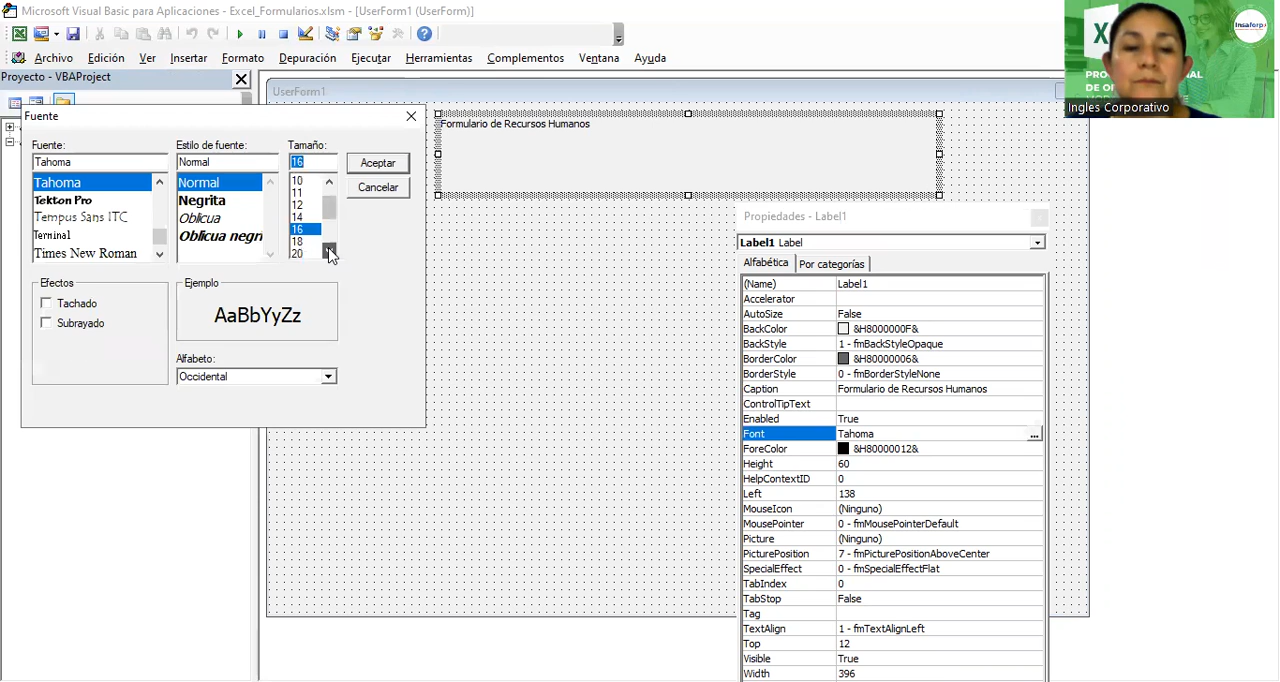 Microsoft Visual Basic para Aplicaciones - Excel_Formularios.xlsm - [UserForm1 (UserForm)]
Archivo Edición Ver Insertar Formato Depuración Ejecutar Herramientas Complementos Ventana Ayuda
Proyecto - VBAProject
UserForm1
Fuente
Fuente:
Tahoma
Tahoma
Tekton Pro
Tempus Sans ITC
Terminal
Times New Roman
Estilo de fuente:
Normal
Normal
Negrita
Oblicua
Oblicua negri
Tamaño:
16
10
11
12
14
16
18
20
Aceptar
Cancelar
Efectos
Tachado
Subrayado
Ejemplo
AaBbYyZz
Alfabeto:
Occidental
Formulario de Recursos Humanos
Propiedades - Label1
Label1 Label
Alfabética Por categorías
(Name) Label1
Accelerator
AutoSize False
BackColor &H8000000F&
BackStyle 1 - fmBackStyleOpaque
BorderColor &H80000006&
BorderStyle 0 - fmBorderStyleNone
Caption Formulario de Recursos Humanos
ControlTipText
Enabled True
Font Tahoma ...
ForeColor &H80000012&
Height 60
HelpContextID 0
Left 138
MouseIcon (Ninguno)
MousePointer 0 - fmMousePointerDefault
Picture (Ninguno)
PicturePosition 7 - fmPicturePositionAboveCenter
SpecialEffect 0 - fmSpecialEffectFlat
TabIndex 0
TabStop False
Tag
TextAlign 1 - fmTextAlignLeft
Top 12
Visible True
Width 396
X
Insaforp
Ingles Corporativo